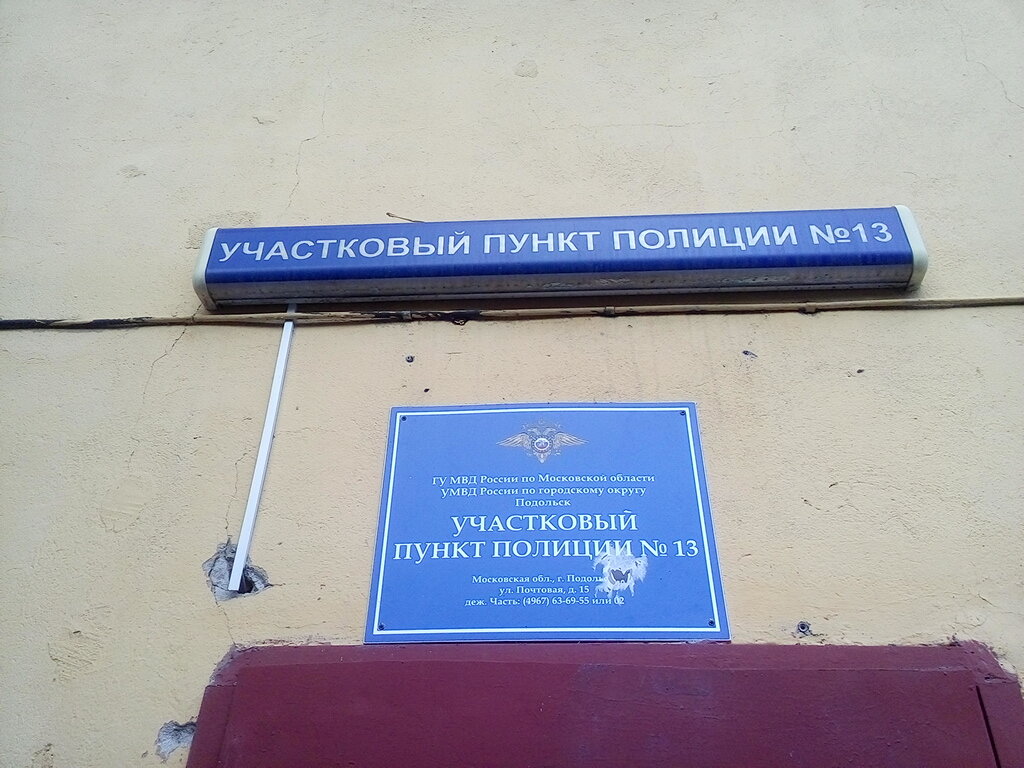 УЧАСТКОВЫЙ ПУНКТ ПОЛИЦИИ №13
ГУ МВД России по Московской области
УМВД России по городскому округу
Подольск
УЧАСТКОВЫЙ
ПУНКТ ПОЛИЦИИ № 13
Московская обл., г.
ул. Почтовая, д. 15
деж. Часть: (4967) 63-69-55 или 02